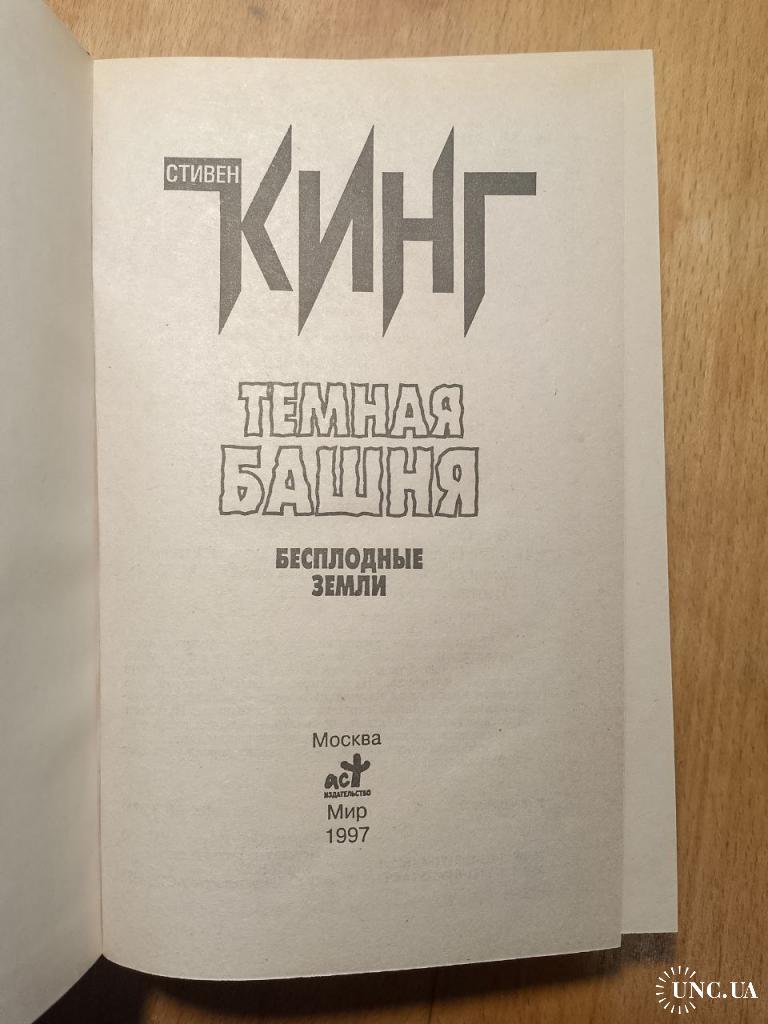 СТИВЕН
КИНГ
ТЕМНАЯ
БАШНЯ
БЕСПЛОДНЫЕ
ЗЕМЛИ
Москва
аст
ИЗДАТЕЛЬСТВО
Мир
1997
UNC.UA